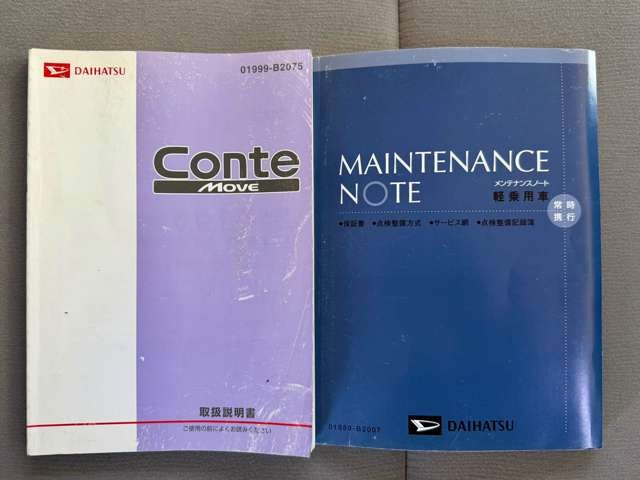 DAIHATSU
01999-B2075
Conte
MOVE
取扱説明書
ご使用の前によくお読みください
MAINTENANCE
NOTE
メンテナンスノート
軽乗用車
常時
携行
●保証書 ●点検整備方式 ●サービス網 ●点検整備記録簿
01999-B2007
DAIHATSU